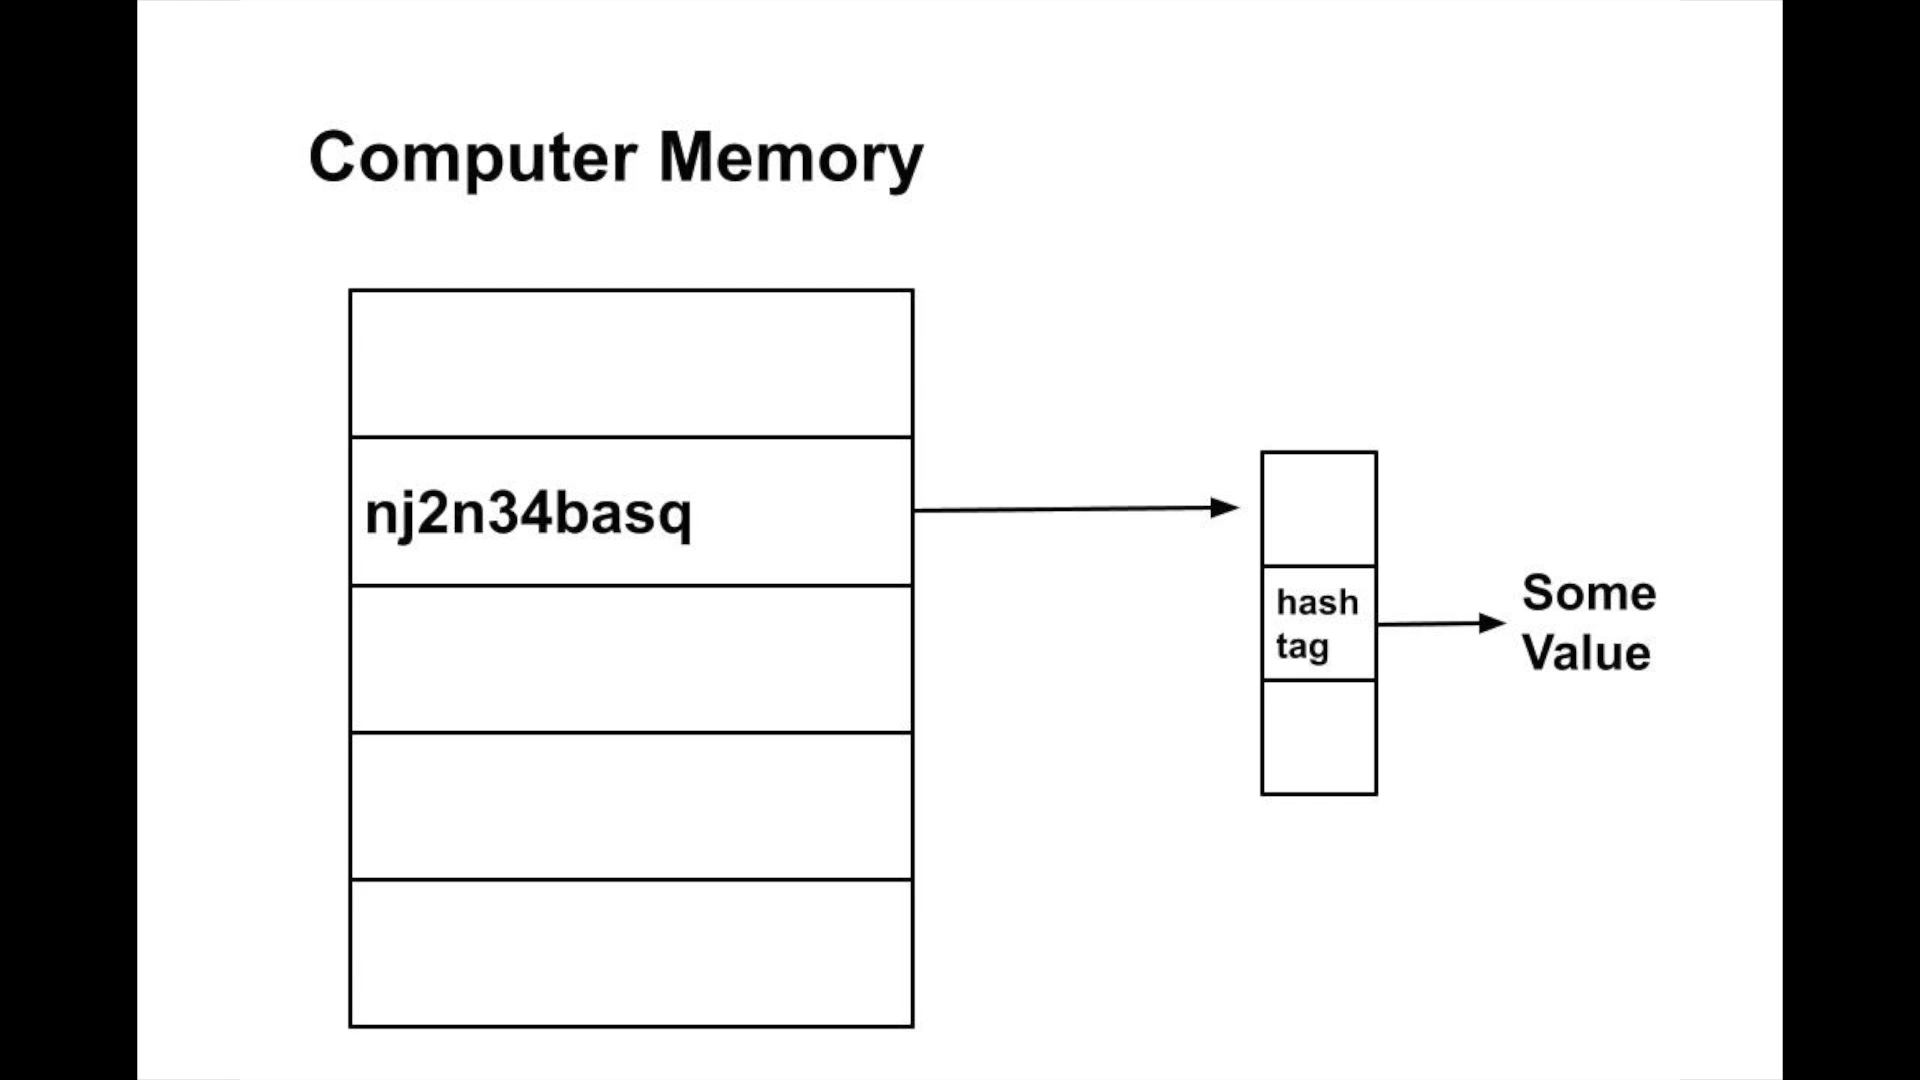 Computer Memory
nj2n34basq
hash
tag
Some
Value